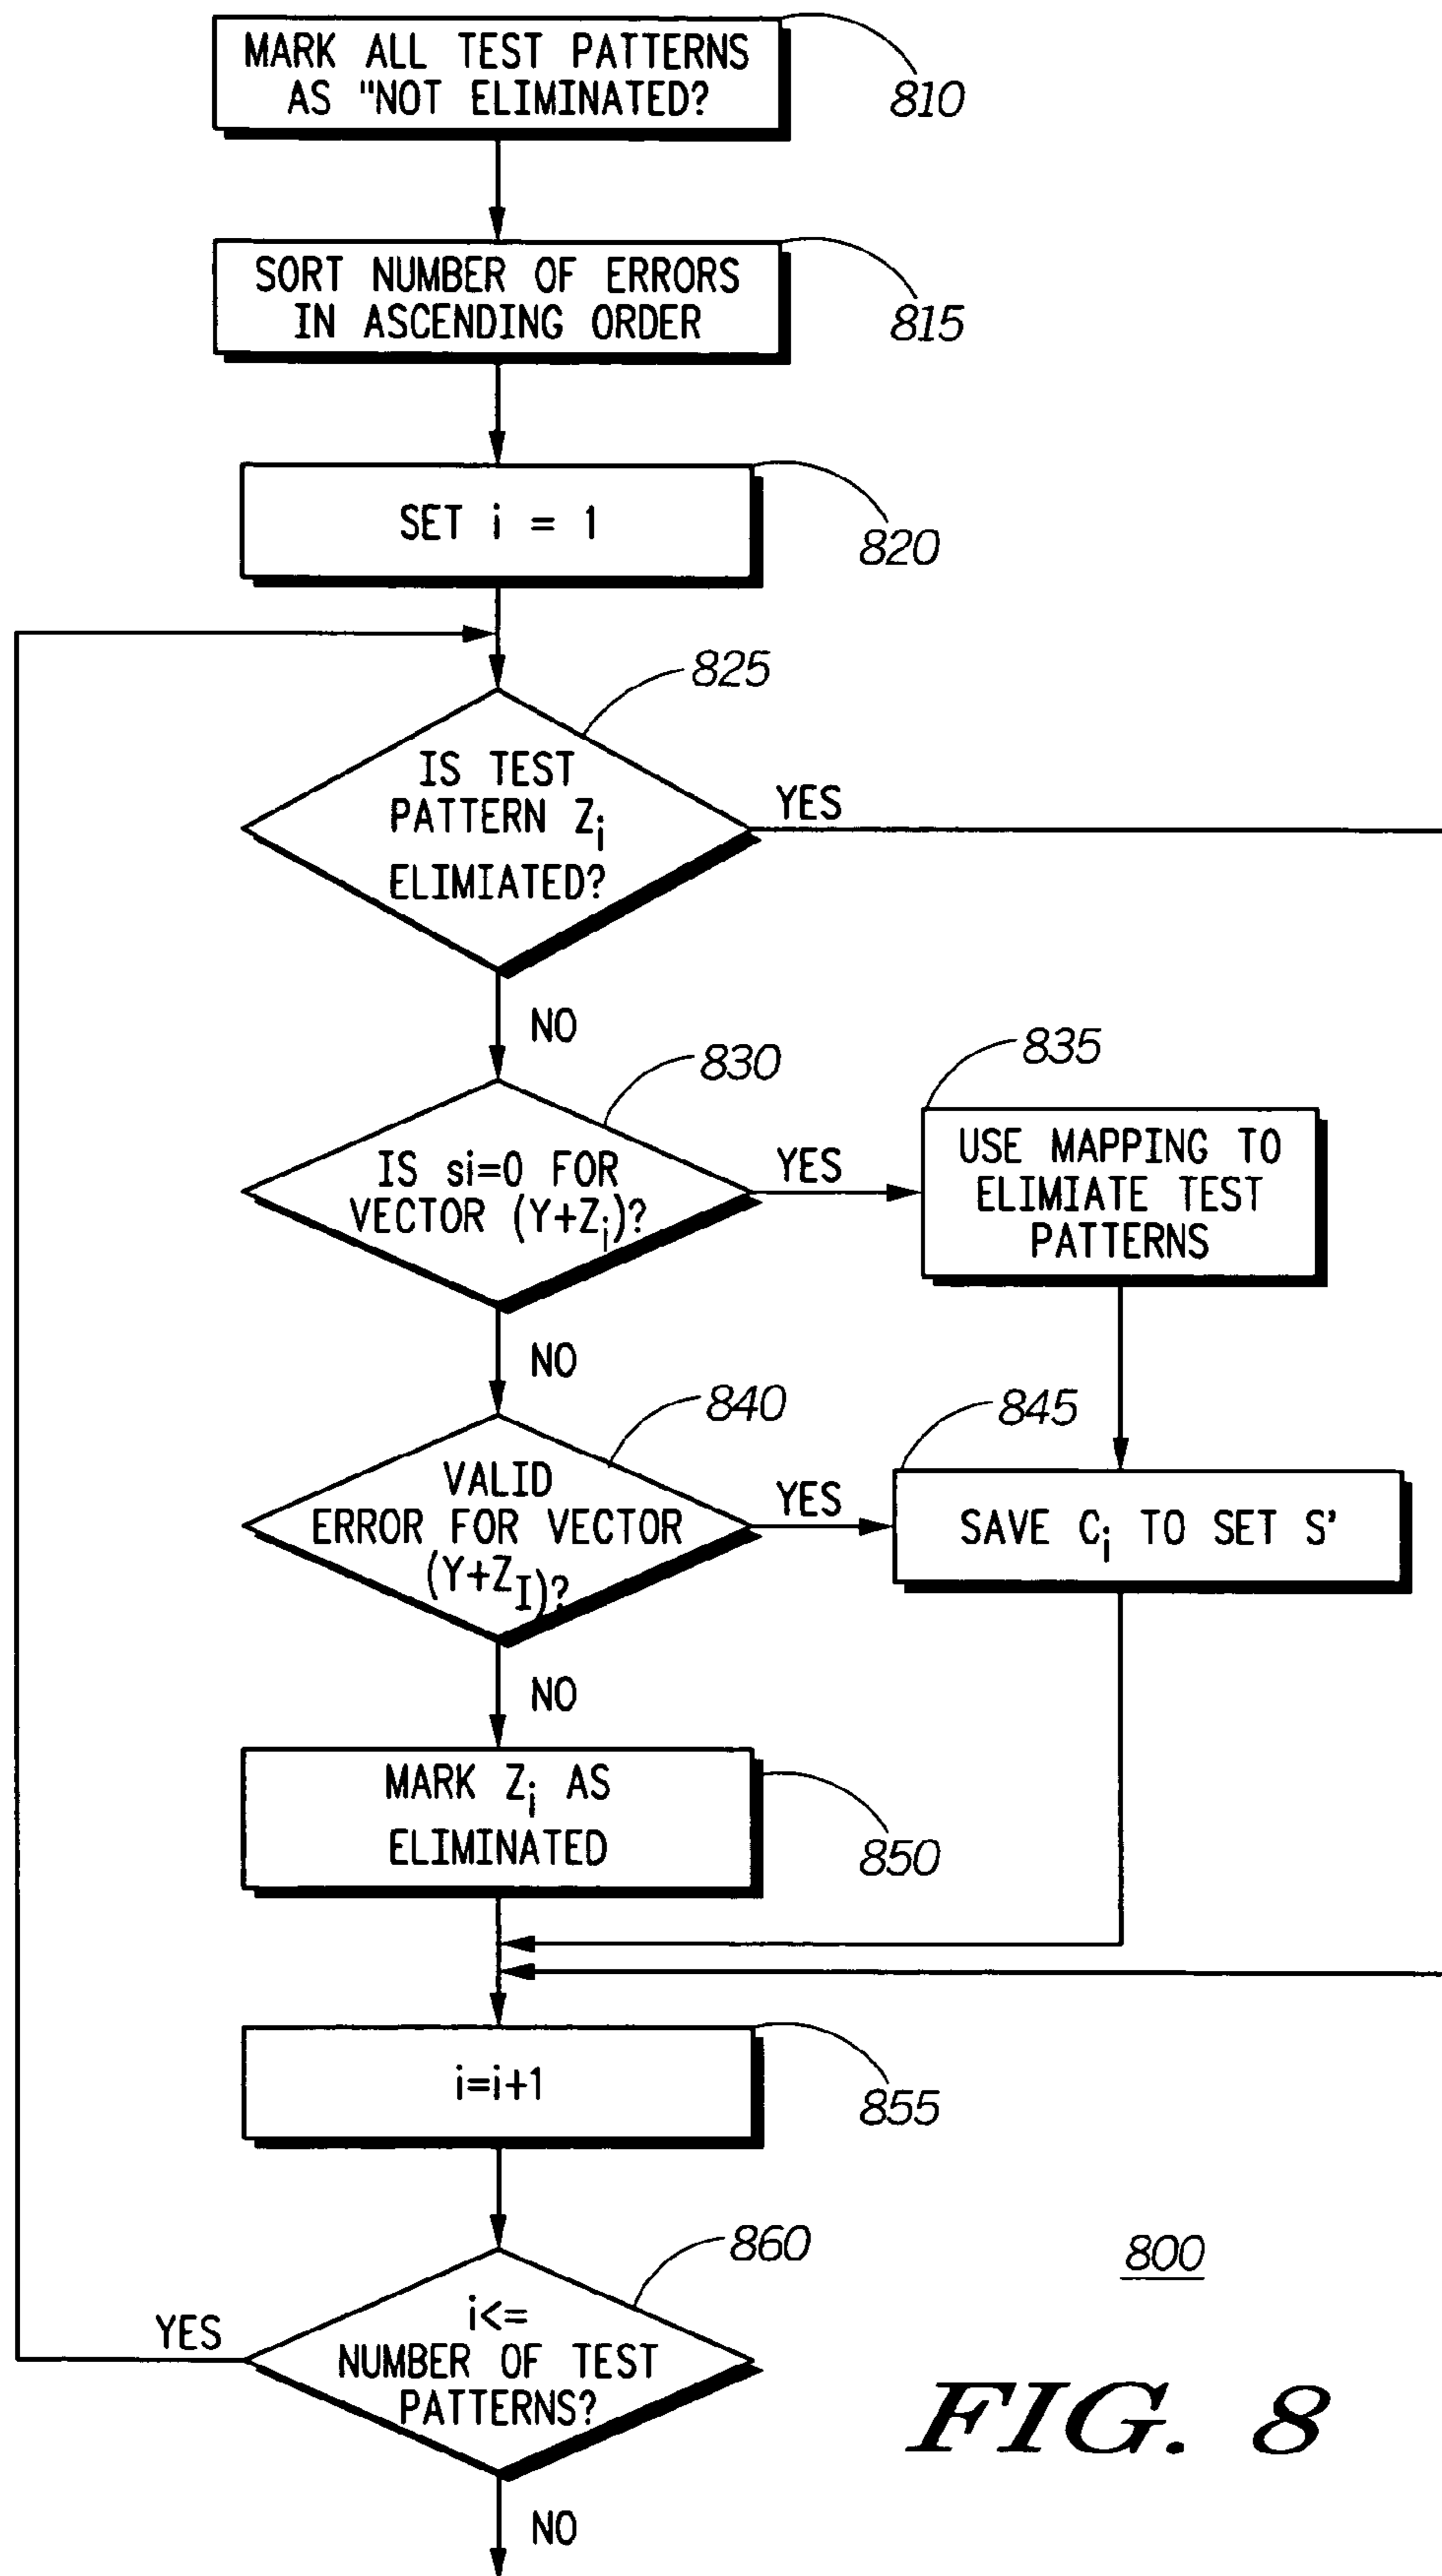 MARK ALL TEST PATTERNS
AS "NOT ELIMINATED?
810
SORT NUMBER OF ERRORS
IN ASCENDING ORDER
815
SET i = 1
820
825
IS TEST
PATTERN Zi
ELIMIATED?
YES
NO
830
IS si=0 FOR
VECTOR (Y+Zi)?
YES
835
USE MAPPING TO
ELIMIATE TEST
PATTERNS
NO
840
VALID
ERROR FOR VECTOR
(Y+ZI)?
YES
845
SAVE Ci TO SET S'
NO
MARK Zi AS
ELIMINATED
850
i=i+1
855
860
i<=
NUMBER OF TEST
PATTERNS?
YES
NO
800
FIG. 8